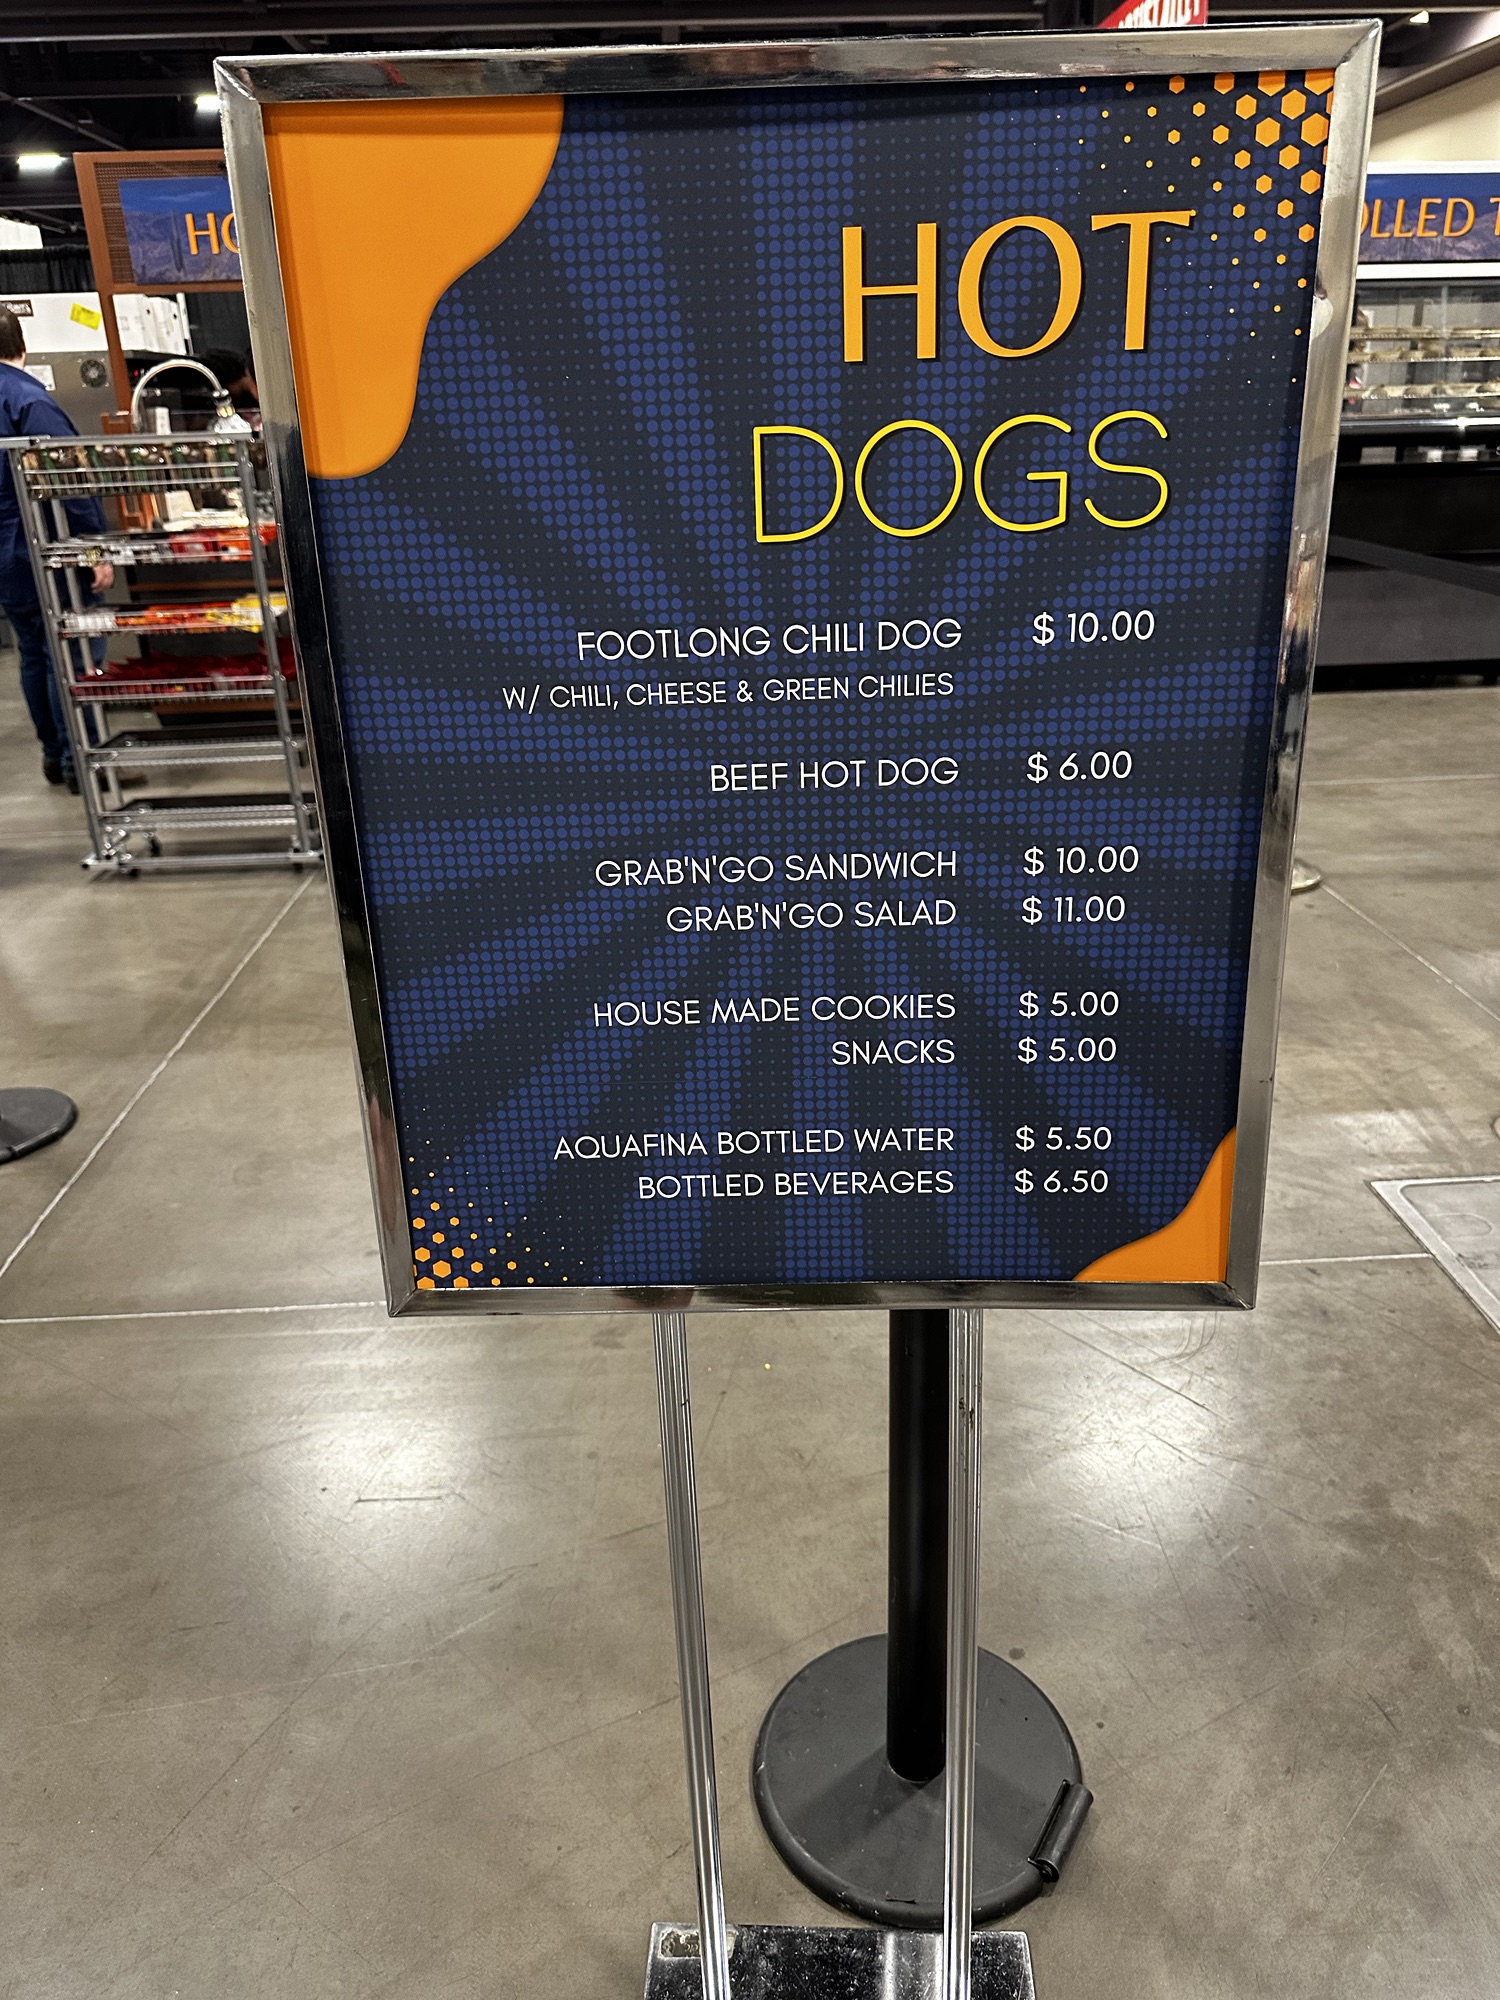 HOT
DOGS
FOOTLONG CHILI DOG $ 10.00
W/ CHILI, CHEESE & GREEN CHILIES
BEEF HOT DOG $ 6.00
GRAB'N'GO SANDWICH $ 10.00
GRAB'N'GO SALAD $ 11.00
HOUSE MADE COOKIES $ 5.00
SNACKS $ 5.00
AQUAFINA BOTTLED WATER $ 5.50
BOTTLED BEVERAGES $ 6.50